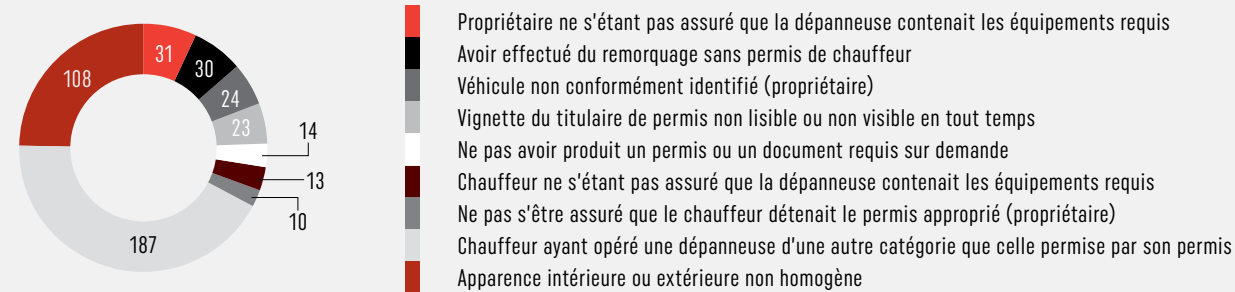 31
30
24
23
14
13
10
187
108
Propriétaire ne s'étant pas assuré que la dépanneuse contenait les équipements requis
Avoir effectué du remorquage sans permis de chauffeur
Véhicule non conformément identifié (propriétaire)
Vignette du titulaire de permis non lisible ou non visible en tout temps
Ne pas avoir produit un permis ou un document requis sur demande
Chauffeur ne s'étant pas assuré que la dépanneuse contenait les équipements requis
Ne pas s'être assuré que le chauffeur détenait le permis approprié (propriétaire)
Chauffeur ayant opéré une dépanneuse d'une autre catégorie que celle permise par son permis
Apparence intérieure ou extérieure non homogène